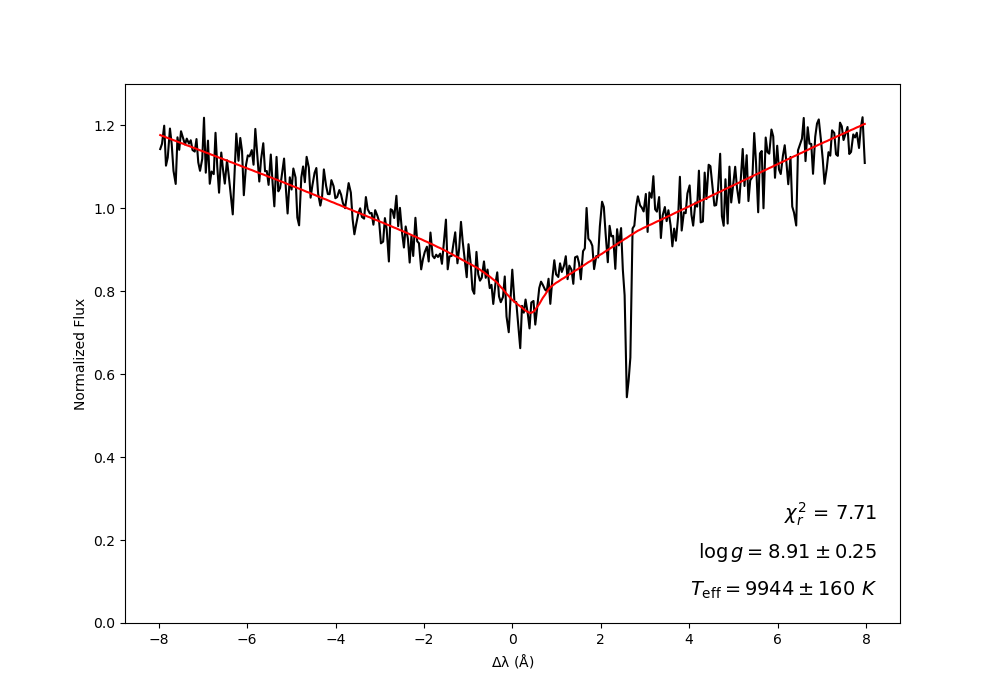 1.2
1.0
0.8
0.6
0.4
0.2
0.0
Normalized Flux
χ²ᵣ = 7.71
log g = 8.91 ± 0.25
T_eff = 9944 ± 160 K
−8 −6 −4 −2 0 2 4 6 8
Δλ (Å)